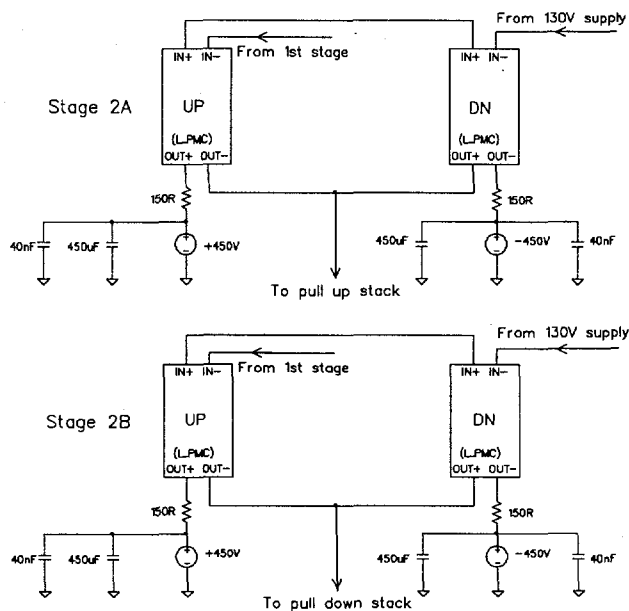 From 130V supply
IN+ IN-
From 1st stage
IN+ IN-
Stage 2A
UP
DN
(L_PMC)
OUT+ OUT-
(L_PMC)
OUT+ OUT-
150R
150R
40nF
450uF
+450V
450uF
-450V
40nF
To pull up stack
From 130V supply
IN+ IN-
From 1st stage
IN+ IN-
Stage 2B
UP
DN
(L_PMC)
OUT+ OUT-
(L_PMC)
OUT+ OUT-
150R
150R
40nF
450uF
+450V
450uF
-450V
40nF
To pull down stack